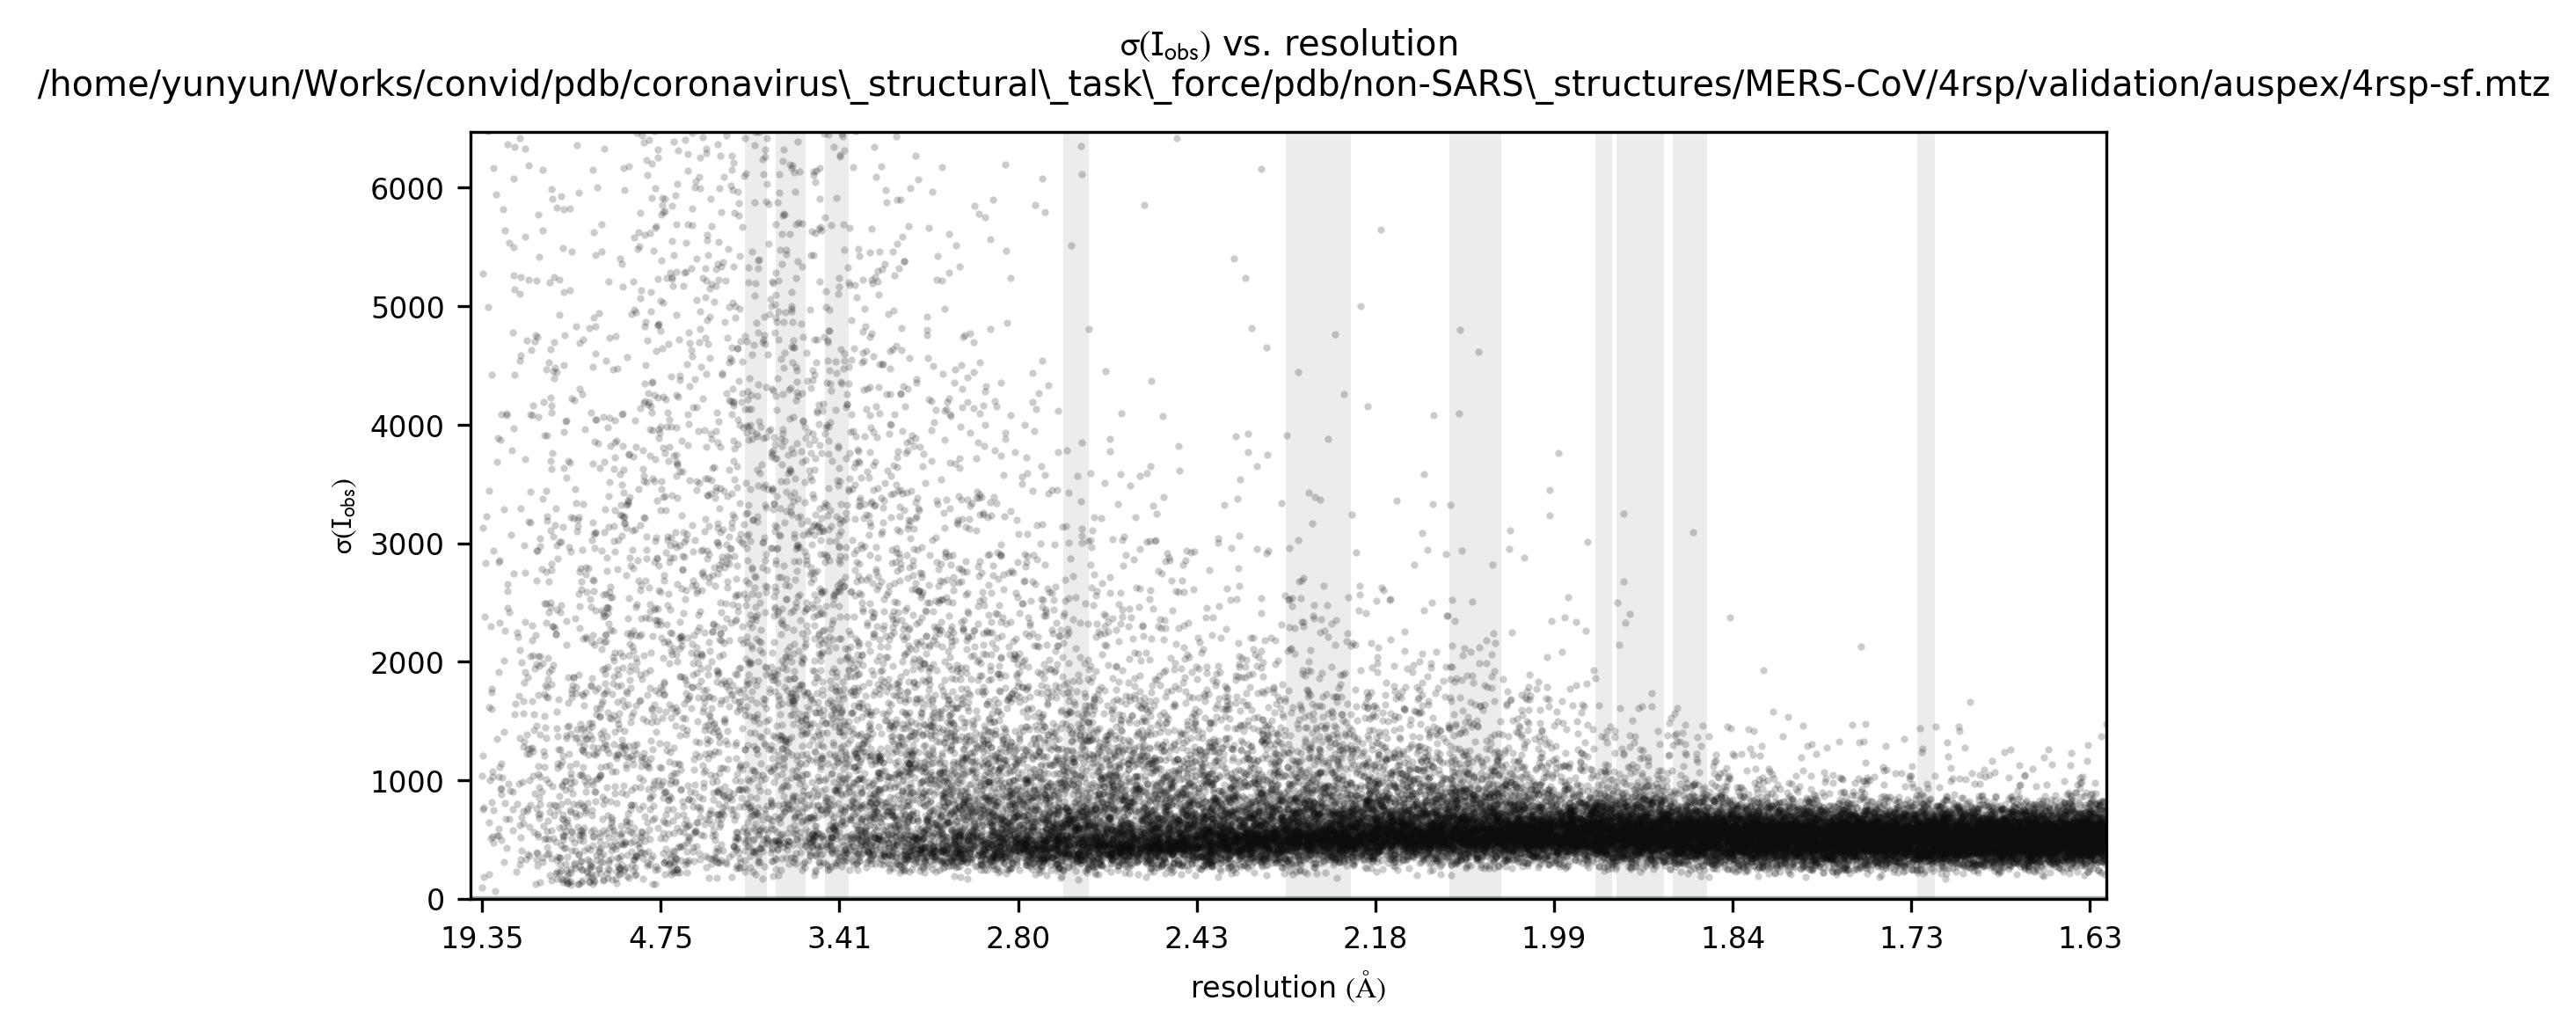 σ(I_obs) vs. resolution
/home/yunyun/Works/convid/pdb/coronavirus\_structural\_task\_force/pdb/non-SARS\_structures/MERS-CoV/4rsp/validation/auspex/4rsp-sf.mtz
σ(I_obs)
6000
5000
4000
3000
2000
1000
0
19.35 4.75 3.41 2.80 2.43 2.18 1.99 1.84 1.73 1.63
resolution (Å)